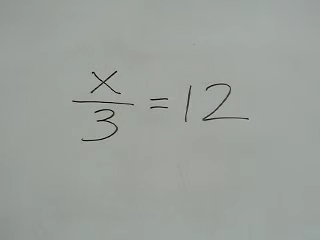 x/3 = 12